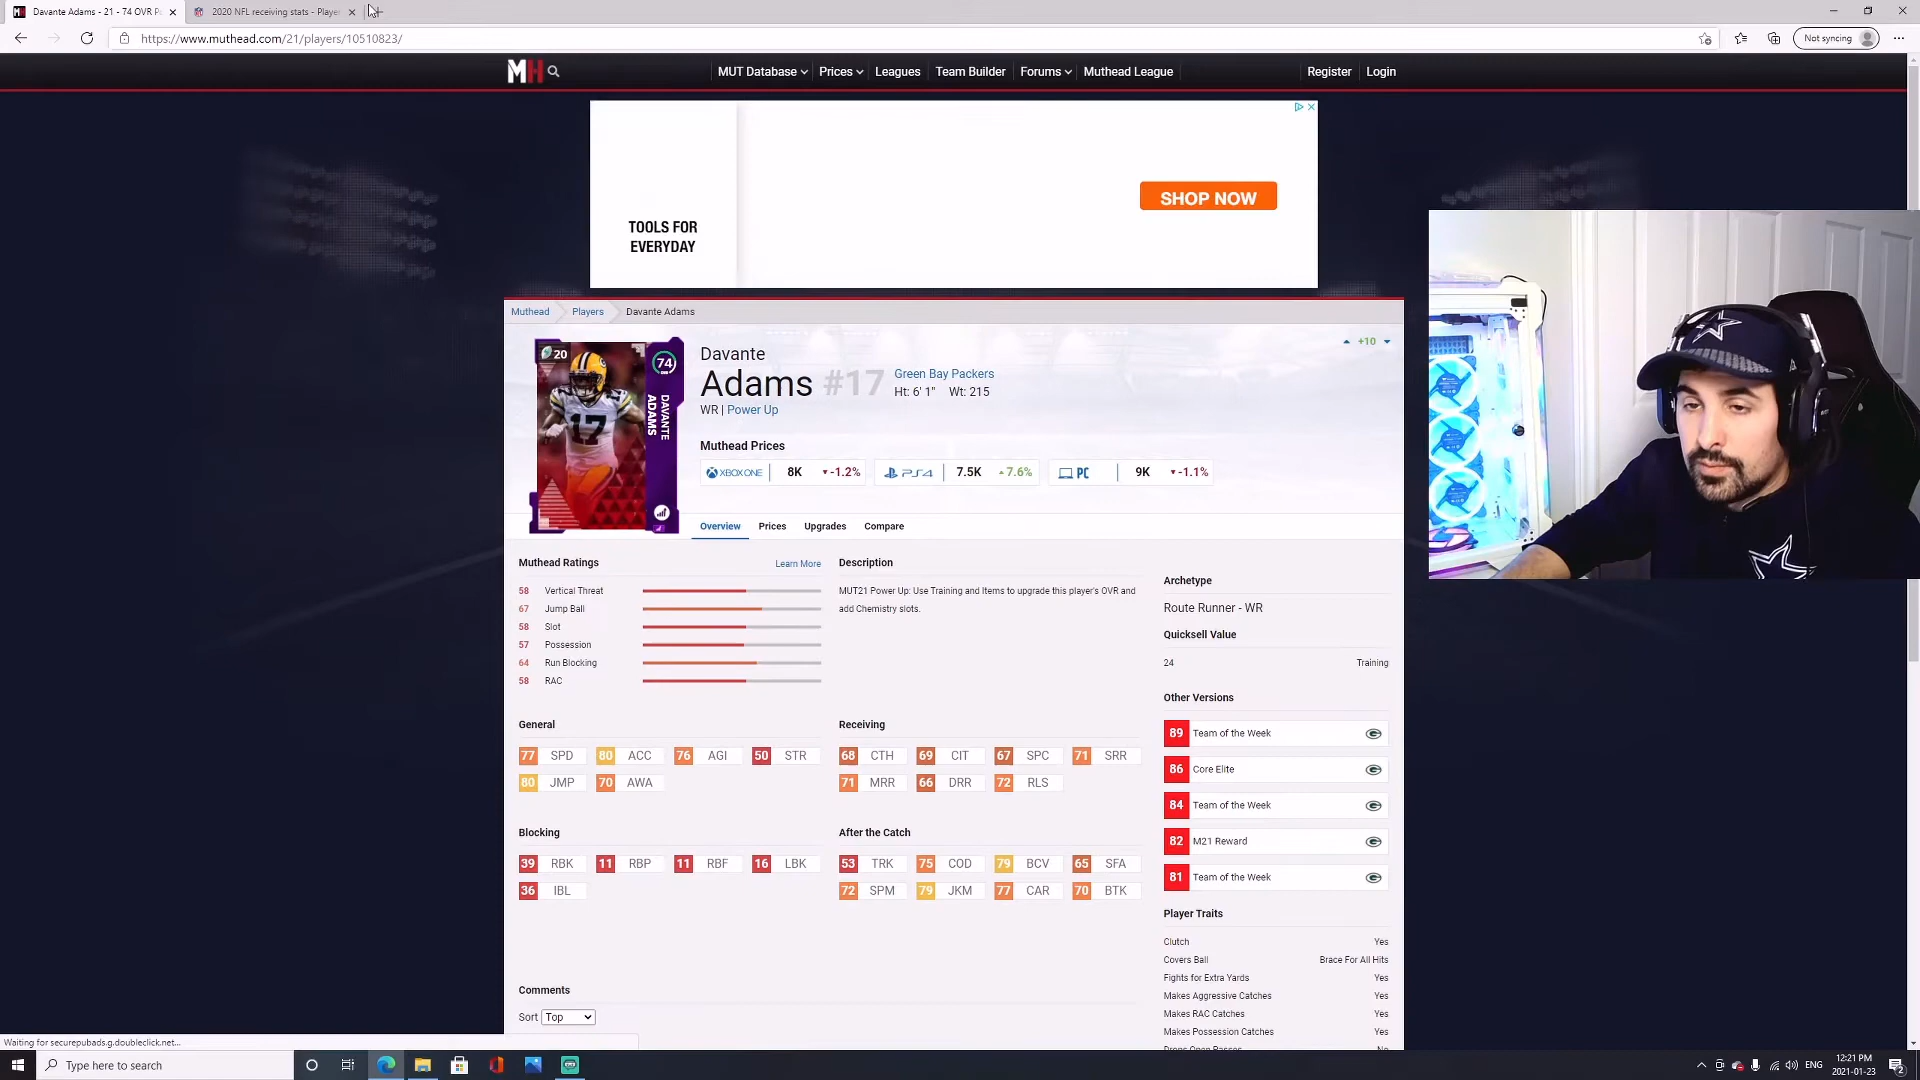 Davante Adams - 21 - 74 OVR P
2020 NFL receiving stats - Player
https://www.muthead.com/21/players/10510823/
Not syncing
MH MUT Database Prices Leagues Team Builder Forums Muthead League Register Login
TOOLS FOR
EVERYDAY
SHOP NOW
Muthead Players Davante Adams
20
74
OVR
DAVANTE
ADAMS
17
Davante
Adams #17
Green Bay Packers
Ht: 6' 1" Wt: 215
WR | Power Up
+10
Muthead Prices
XBOX ONE 8K -1.2% PS4 7.5K 7.6% PC 9K -1.1%
Overview Prices Upgrades Compare
Muthead Ratings Learn More
58 Vertical Threat
67 Jump Ball
58 Slot
57 Possession
64 Run Blocking
58 RAC
Description
MUT21 Power Up: Use Training and Items to upgrade this player's OVR and
add Chemistry slots.
Archetype
Route Runner - WR
Quicksell Value
24 Training
Other Versions
89 Team of the Week
86 Core Elite
84 Team of the Week
82 M21 Reward
81 Team of the Week
General
77 SPD 80 ACC 76 AGI 50 STR
80 JMP 70 AWA
Receiving
68 CTH 69 CIT 67 SPC 71 SRR
71 MRR 66 DRR 72 RLS
Blocking
39 RBK 11 RBP 11 RBF 16 LBK
36 IBL
After the Catch
53 TRK 75 COD 79 BCV 65 SFA
72 SPM 79 JKM 77 CAR 70 BTK
Player Traits
Clutch Yes
Covers Ball Brace For All Hits
Fights for Extra Yards Yes
Makes Aggressive Catches Yes
Makes RAC Catches Yes
Makes Possession Catches Yes
Drops Open Passes No
Comments
Sort Top
Waiting for securepubads.g.doubleclick.net...
Type here to search
ENG
12:21 PM
2021-01-23
2